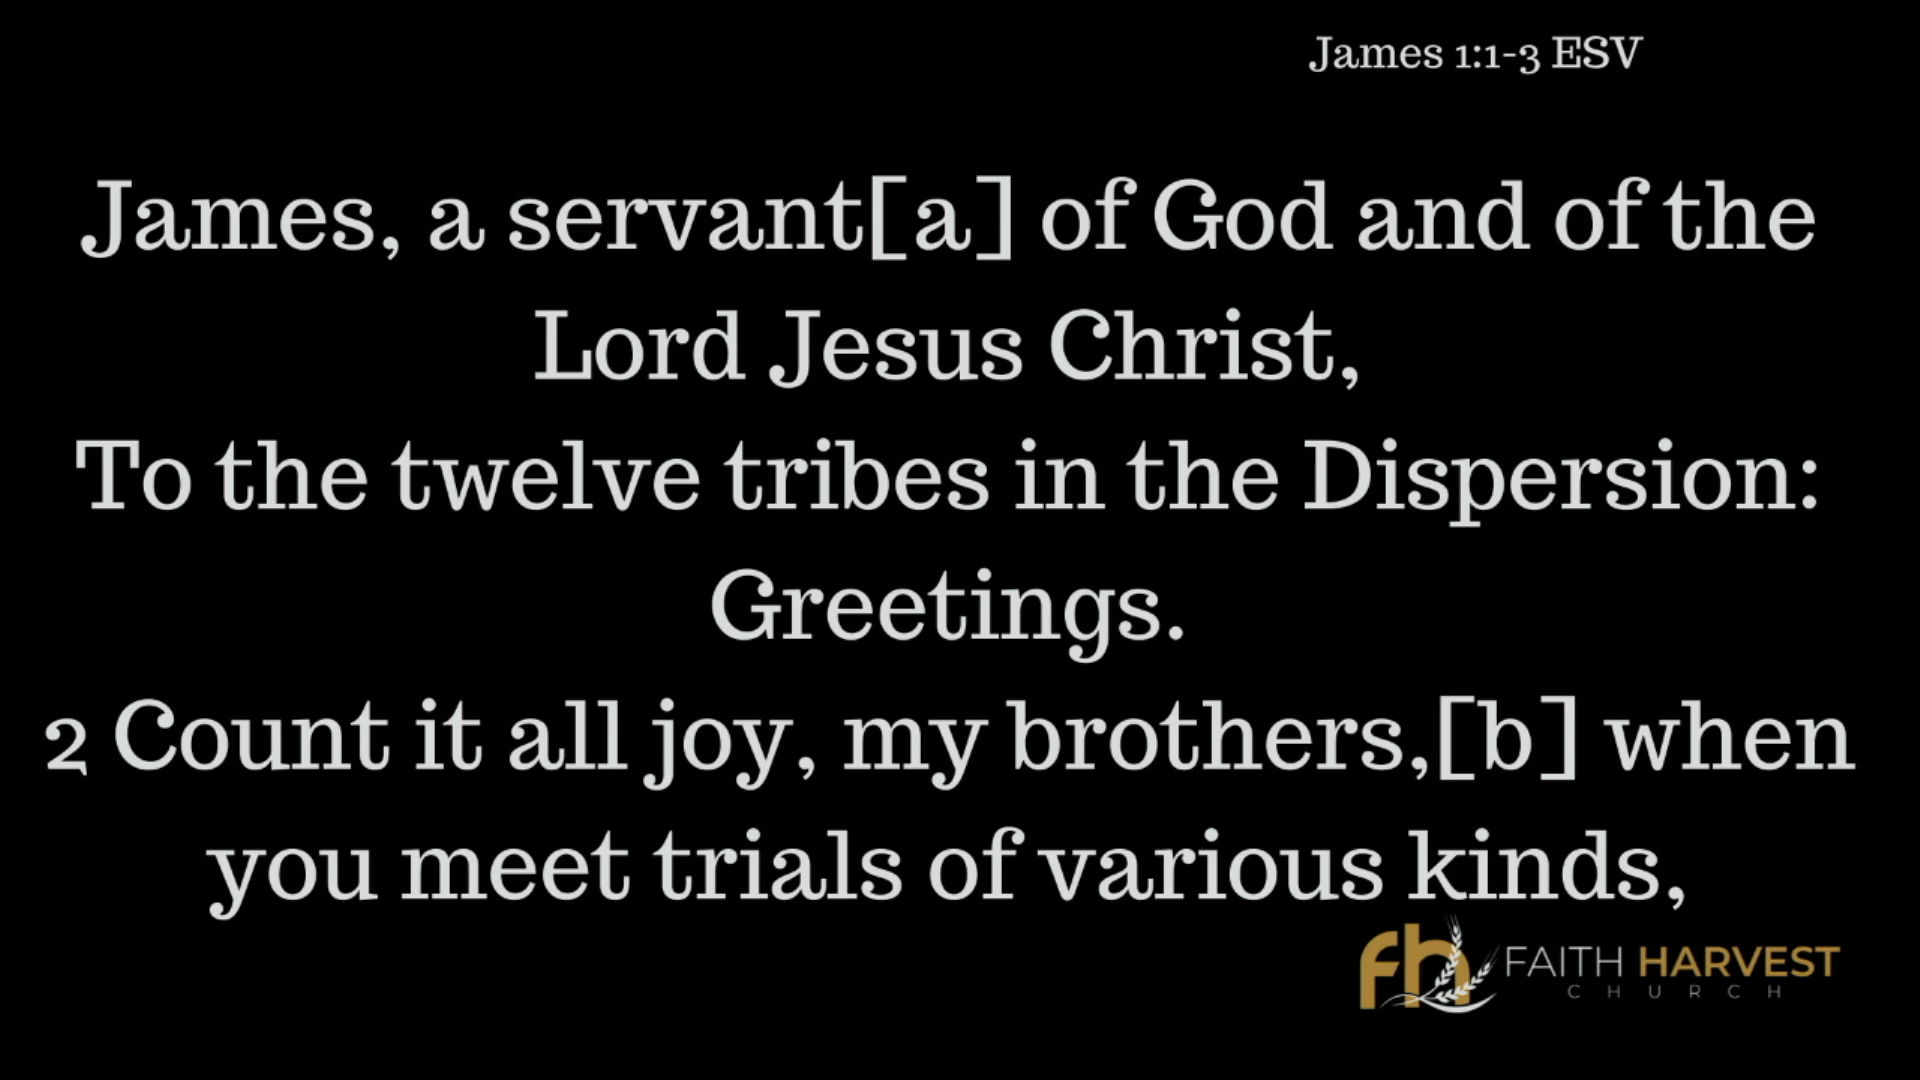 James 1:1-3 ESV
James, a servant[a] of God and of the
Lord Jesus Christ,
To the twelve tribes in the Dispersion:
Greetings.
2 Count it all joy, my brothers,[b] when
you meet trials of various kinds,
fh FAITH HARVEST
CHURCH